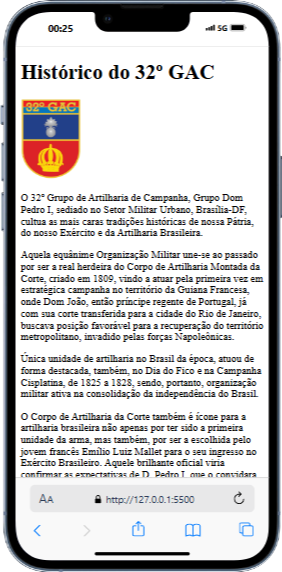 00:25
5G
Histórico do 32º GAC
32º GAC
O 32º Grupo de Artilharia de Campanha, Grupo Dom
Pedro I, sediado no Setor Militar Urbano, Brasília-DF,
cultua as mais caras tradições históricas de nossa Pátria,
do nosso Exército e da Artilharia Brasileira.
Aquela equânime Organização Militar une-se ao passado
por ser a real herdeira do Corpo de Artilharia Montada da
Corte, criado em 1809, vindo a atuar pela primeira vez em
estratégica campanha no território da Guiana Francesa,
onde Dom João, então príncipe regente de Portugal, já
com sua corte transferida para a cidade do Rio de Janeiro,
buscava posição favorável para a recuperação do território
metropolitano, invadido pelas forças Napoleônicas.
Única unidade de artilharia no Brasil da época, atuou de
forma destacada, também, no Dia do Fico e na Campanha
Cisplatina, de 1825 a 1828, sendo, portanto, organização
militar ativa na consolidação da independência do Brasil.
O Corpo de Artilharia da Corte também é ícone para a
artilharia brasileira não apenas por ter sido a primeira
unidade da arma, mas também, por ser a escolhida pelo
jovem francês Emílio Luiz Mallet para o seu ingresso no
Exército Brasileiro. Aquele brilhante oficial viria
confirmar as expectativas de D. Pedro I, que o convidara
AA
http://127.0.0.1:5500